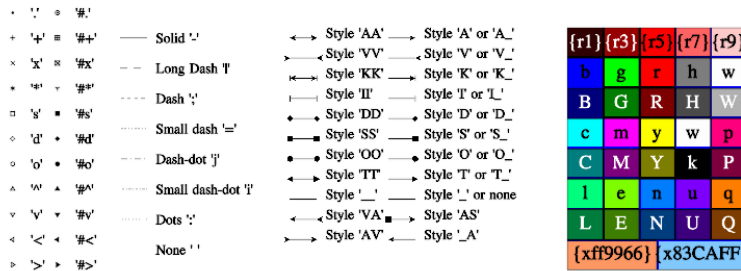 '.' '#.'
'+' '#+'
'x' '#x'
'*' '#*'
's' '#s'
'd' '#d'
'o' '#o'
'^' '#^'
'v' '#v'
'<' '#<'
'>' '#>'
Solid '-'
Long Dash '|'
Dash ';'
Small dash '='
Dash-dot 'j'
Small dash-dot 'i'
Dots ':'
None ' '
Style 'AA' Style 'A' or 'A_'
Style 'VV' Style 'V' or 'V_'
Style 'KK' Style 'K' or 'K_'
Style 'II' Style 'I' or 'I_'
Style 'DD' Style 'D' or 'D_'
Style 'SS' Style 'S' or 'S_'
Style 'OO' Style 'O' or 'O_'
Style 'TT' Style 'T' or 'T_'
Style '__' Style '_' or none
Style 'VA' Style 'AS'
Style 'AV' Style '_A'
{r1} {r3} {r5} {r7} {r9}
b g r h w
B G R H W
c m y w p
C M Y k P
l e n u q
L E N U Q
{xff9966} {x83CAFF}